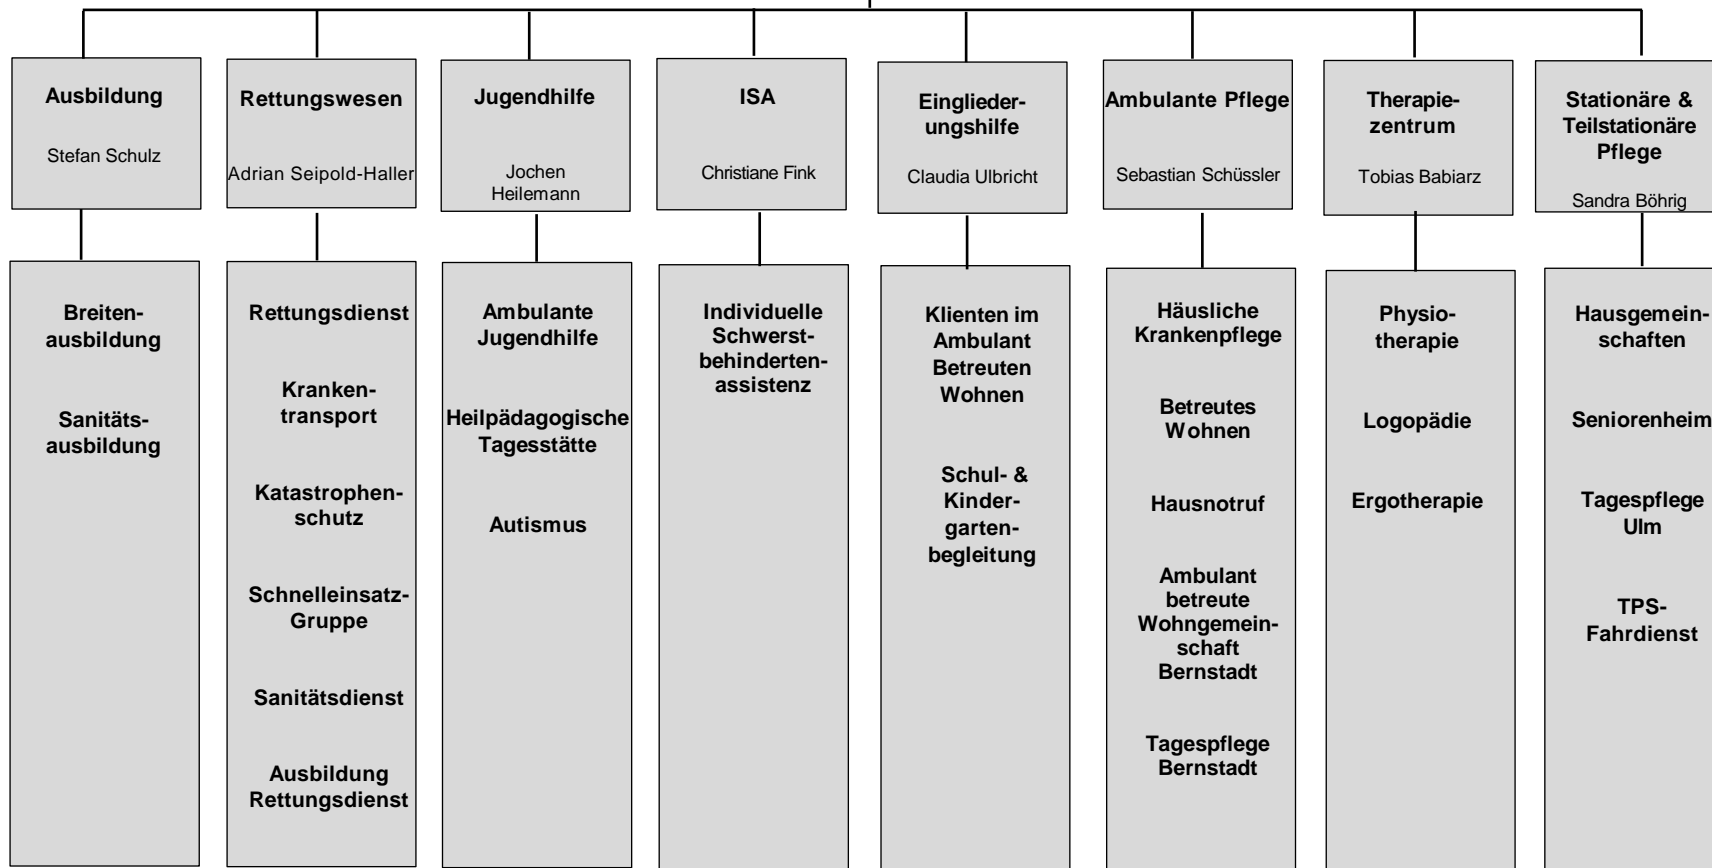 Ausbildung
Stefan Schulz
Rettungswesen
Adrian Seipold-Haller
Jugendhilfe
Jochen
Heilemann
ISA
Christiane Fink
Einglieder-
ungshilfe
Claudia Ulbricht
Ambulante Pflege
Sebastian Schüssler
Therapie-
zentrum
Tobias Babiarz
Stationäre &
Teilstationäre
Pflege
Sandra Böhrig
Breiten-
ausbildung
Sanitäts-
ausbildung
Rettungsdienst
Kranken-
transport
Katastrophen-
schutz
Schnelleinsatz-
Gruppe
Sanitätsdienst
Ausbildung
Rettungsdienst
Ambulante
Jugendhilfe
Heilpädagogische
Tagesstätte
Autismus
Individuelle
Schwerst-
behinderten-
assistenz
Klienten im
Ambulant
Betreuten
Wohnen
Schul- &
Kinder-
garten-
begleitung
Häusliche
Krankenpflege
Betreutes
Wohnen
Hausnotruf
Ambulant
betreute
Wohngemein-
schaft
Bernstadt
Tagespflege
Bernstadt
Physio-
therapie
Logopädie
Ergotherapie
Hausgemein-
schaften
Seniorenheim
Tagespflege
Ulm
TPS-
Fahrdienst